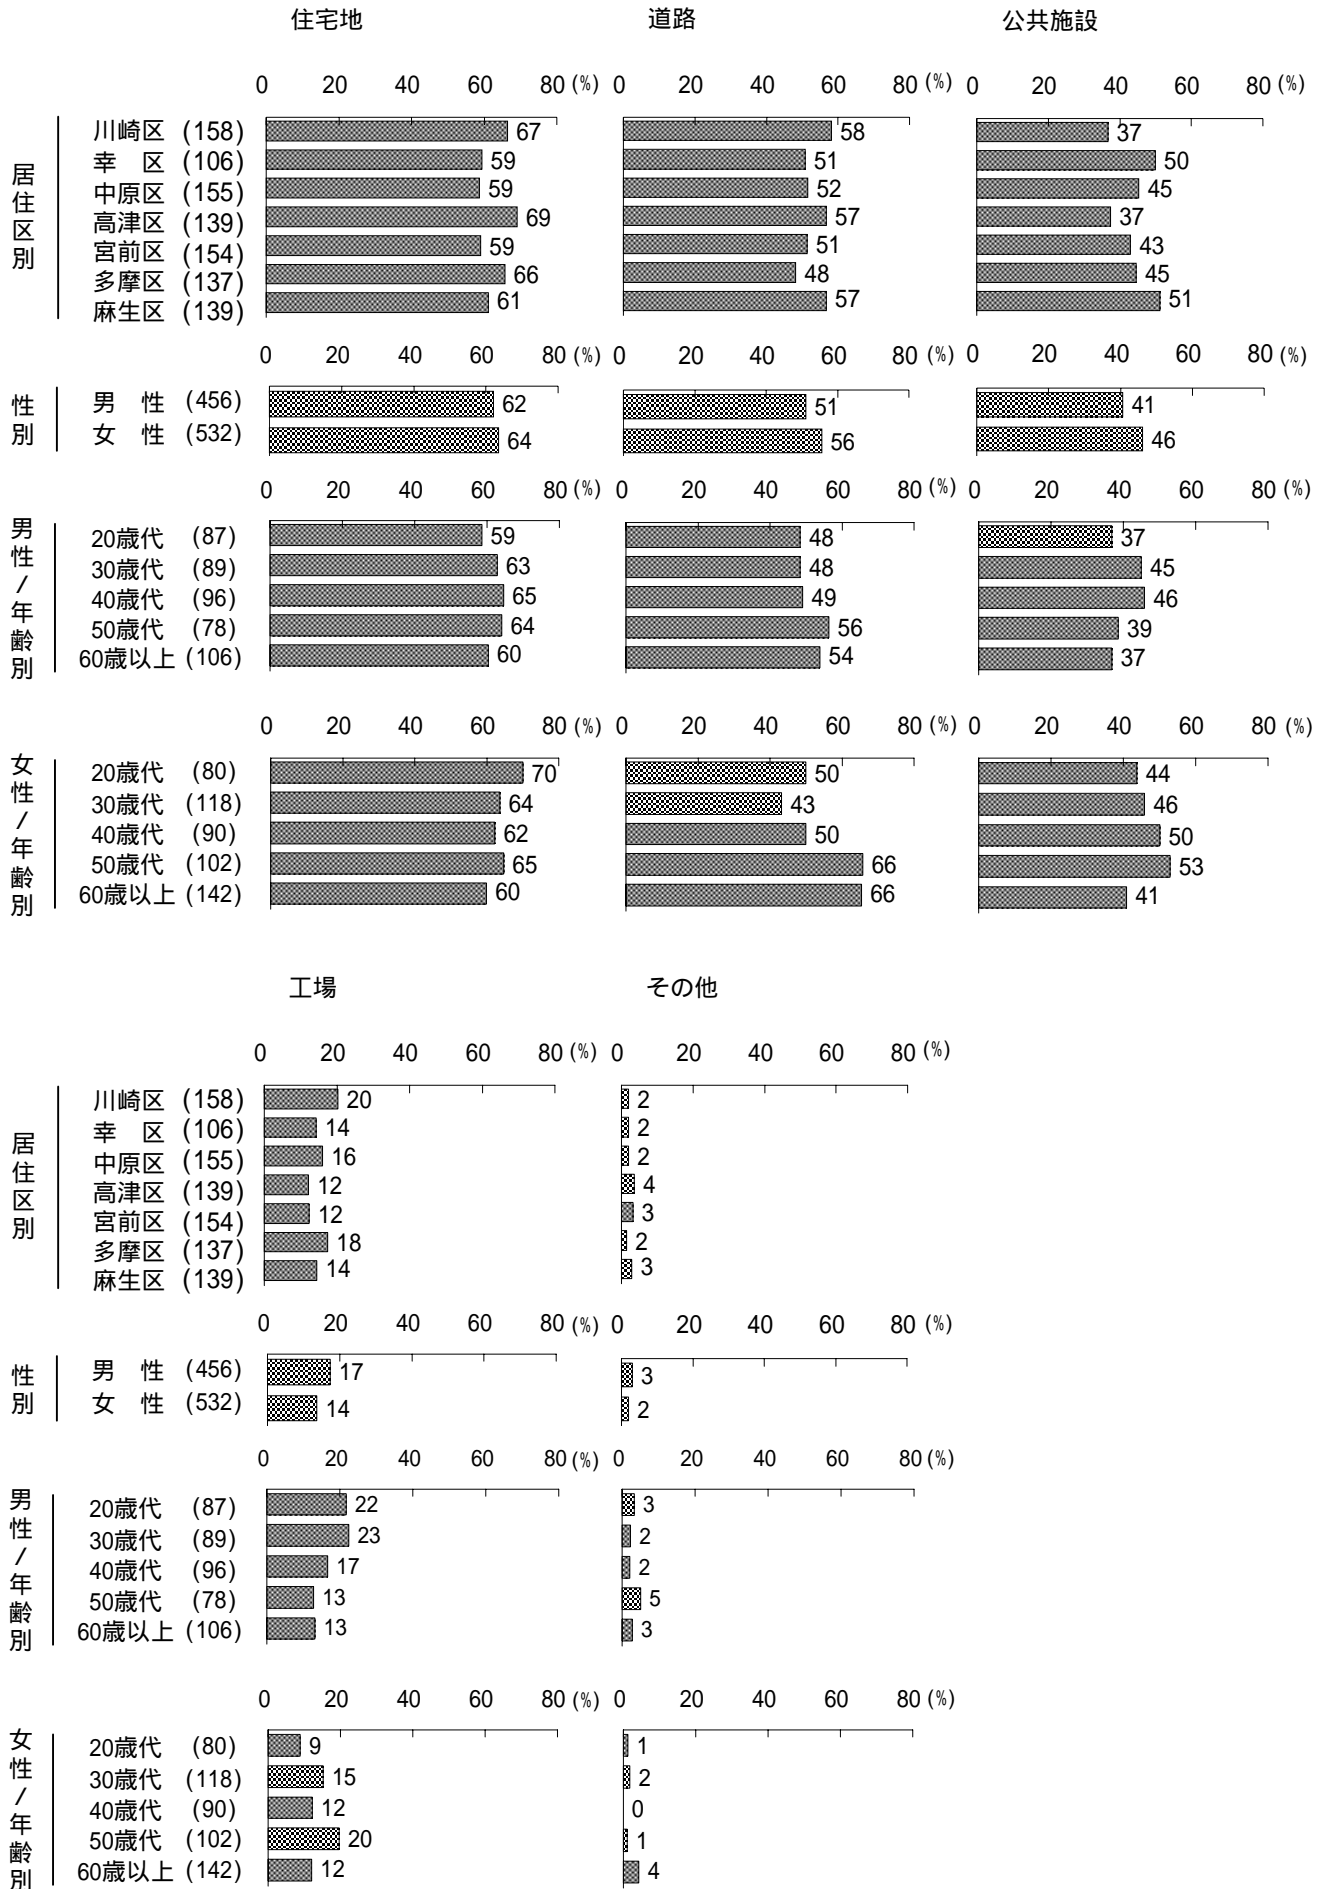 住宅地 道路 公共施設
0 20 40 60 80 (%) 0 20 40 60 80 (%) 0 20 40 60 80 (%)
居住区別
川崎区 (158) 67 58 37
幸 区 (106) 59 51 50
中原区 (155) 59 52 45
高津区 (139) 69 57 37
宮前区 (154) 59 51 43
多摩区 (137) 66 48 45
麻生区 (139) 61 57 51
0 20 40 60 80 (%) 0 20 40 60 80 (%) 0 20 40 60 80 (%)
性別
男 性 (456) 62 51 41
女 性 (532) 64 56 46
0 20 40 60 80 (%) 0 20 40 60 80 (%) 0 20 40 60 80 (%)
男性/年齢別
20歳代 (87) 59 48 37
30歳代 (89) 63 48 45
40歳代 (96) 65 49 46
50歳代 (78) 64 56 39
60歳以上 (106) 60 54 37
0 20 40 60 80 (%) 0 20 40 60 80 (%) 0 20 40 60 80 (%)
女性/年齢別
20歳代 (80) 70 50 44
30歳代 (118) 64 43 46
40歳代 (90) 62 50 50
50歳代 (102) 65 66 53
60歳以上 (142) 60 66 41
工場 その他
0 20 40 60 80 (%) 0 20 40 60 80 (%)
居住区別
川崎区 (158) 20 2
幸 区 (106) 14 2
中原区 (155) 16 2
高津区 (139) 12 4
宮前区 (154) 12 3
多摩区 (137) 18 2
麻生区 (139) 14 3
0 20 40 60 80 (%) 0 20 40 60 80 (%)
性別
男 性 (456) 17 3
女 性 (532) 14 2
0 20 40 60 80 (%) 0 20 40 60 80 (%)
男性/年齢別
20歳代 (87) 22 3
30歳代 (89) 23 2
40歳代 (96) 17 2
50歳代 (78) 13 5
60歳以上 (106) 13 3
0 20 40 60 80 (%) 0 20 40 60 80 (%)
女性/年齢別
20歳代 (80) 9 1
30歳代 (118) 15 2
40歳代 (90) 12 0
50歳代 (102) 20 1
60歳以上 (142) 12 4